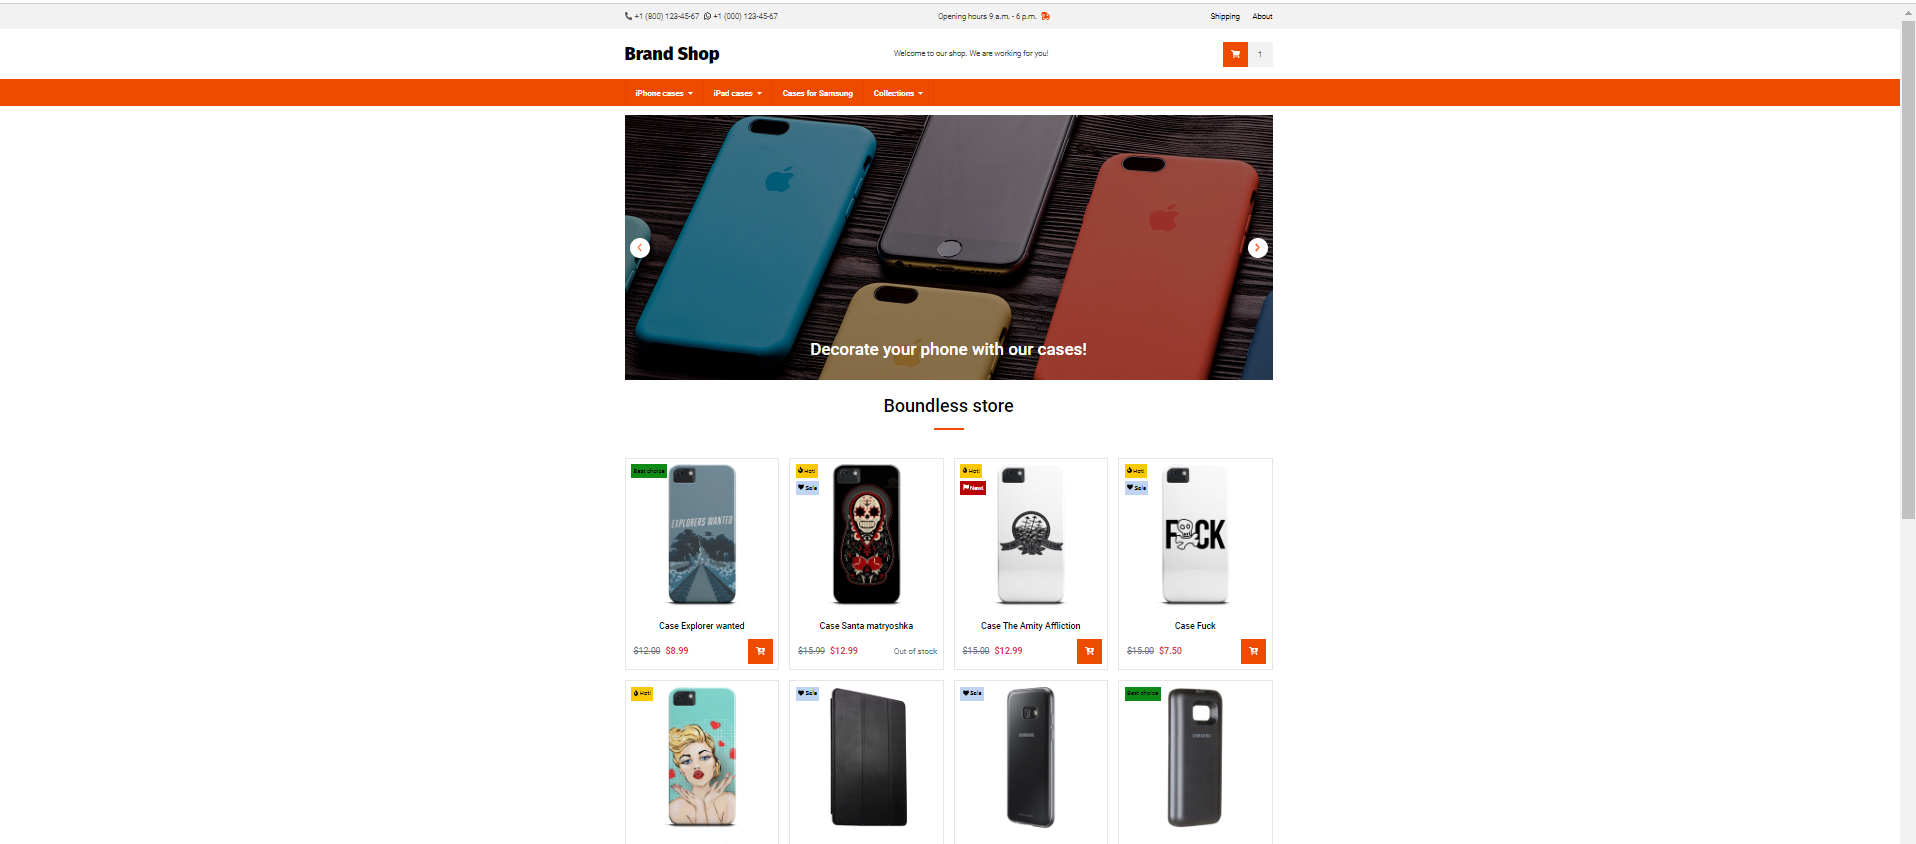 +1 (800) 123-45-67 +1 (000) 123-45-67 Opening hours 9 a.m. - 6 p.m. Shipping About
Brand Shop Welcome to our shop. We are working for you! 1
iPhone cases iPad cases Cases for Samsung Collections
Decorate your phone with our cases!
Boundless store
Best choice Hot! Hot! Hot!
Sale New! Sale
EXPLORERS WANTED
F CK
Case Explorer wanted Case Santa matryoshka Case The Amity Affliction Case Fuck
$12.00 $8.99 $15.99 $12.99 Out of stock $15.00 $12.99 $15.00 $7.50
Hot! Sale Sale Best choice
SAMSUNG SAMSUNG